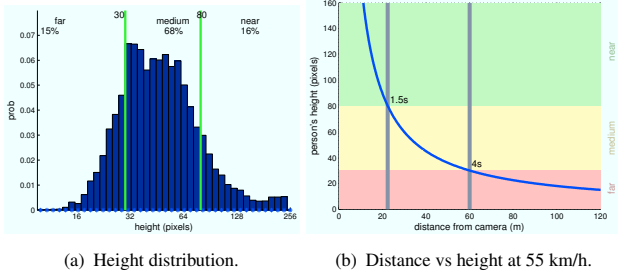 (a)
(b)
30
80
far
medium
near
15%
68%
16%
0.07
0.06
0.05
0.04
0.03
0.02
0.01
0
prob
16
32
64
128
256
height (pixels)
160
140
120
100
80
60
40
20
0
person's height (pixels)
1.5s
4s
near
medium
far
0
20
40
60
80
100
120
distance from camera (m)
(a) Height distribution.
(b) Distance vs height at 55 km/h.